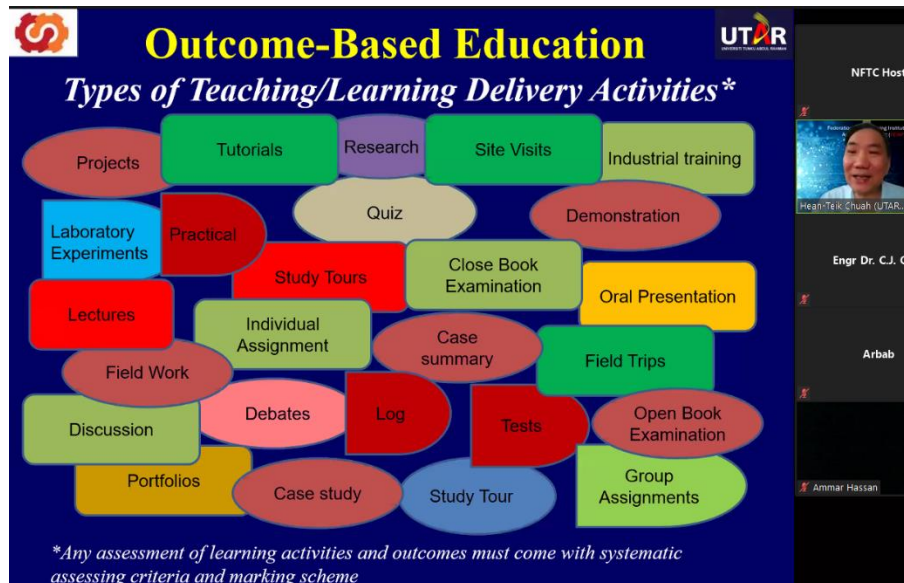 Outcome-Based Education
UTAR
UNIVERSITI TUNKU ABDUL RAHMAN
Types of Teaching/Learning Delivery Activities*
Projects
Tutorials
Research
Site Visits
Industrial training
Quiz
Demonstration
Laboratory
Experiments
Practical
Study Tours
Close Book
Examination
Oral Presentation
Lectures
Individual
Assignment
Case
summary
Field Trips
Field Work
Discussion
Debates
Log
Tests
Open Book
Examination
Portfolios
Case study
Study Tour
Group
Assignments
*Any assessment of learning activities and outcomes must come with systematic
assessing criteria and marking scheme
NFTC Host
Hean-Teik Chuah (UTAR...
Engr Dr. C.J.
Arbab
Ammar Hassan